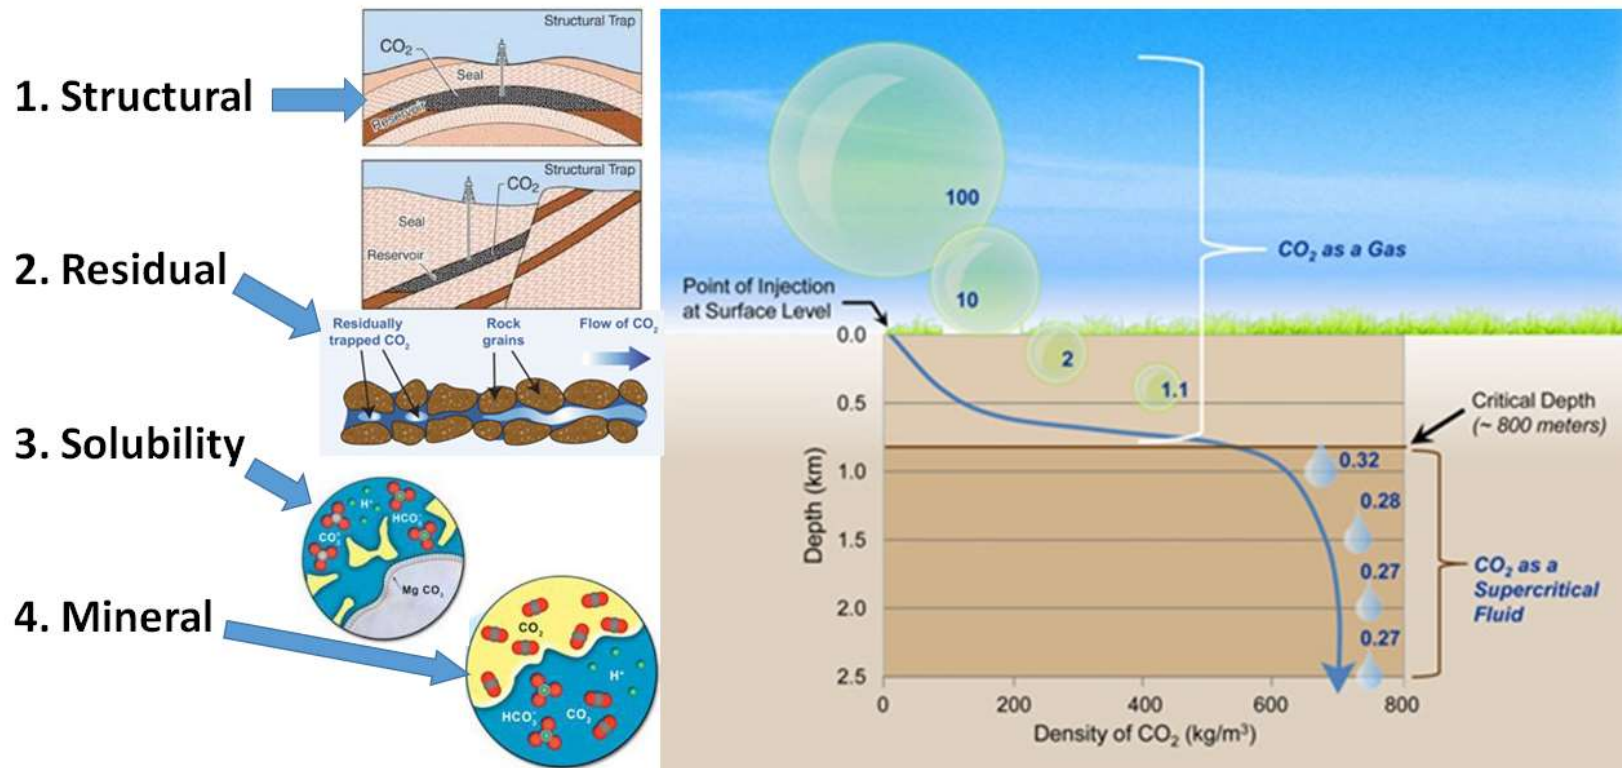 1. Structural
2. Residual
3. Solubility
4. Mineral
Structural Trap
CO₂
Seal
Reservoir
Structural Trap
CO₂
Seal
Reservoir
Residually
trapped CO₂
Rock
grains
Flow of CO₂
H⁺
HCO₃⁻
Mg CO₃
CO₂
H⁺
HCO₃⁻
CO₂
100
10
2
1.1
CO₂ as a Gas
Point of Injection
at Surface Level
Critical Depth
(~ 800 meters)
0.32
0.28
0.27
0.27
CO₂ as a
Supercritical
Fluid
Depth (km)
0.0
0.5
1.0
1.5
2.0
2.5
0
200
400
600
800
Density of CO₂ (kg/m³)